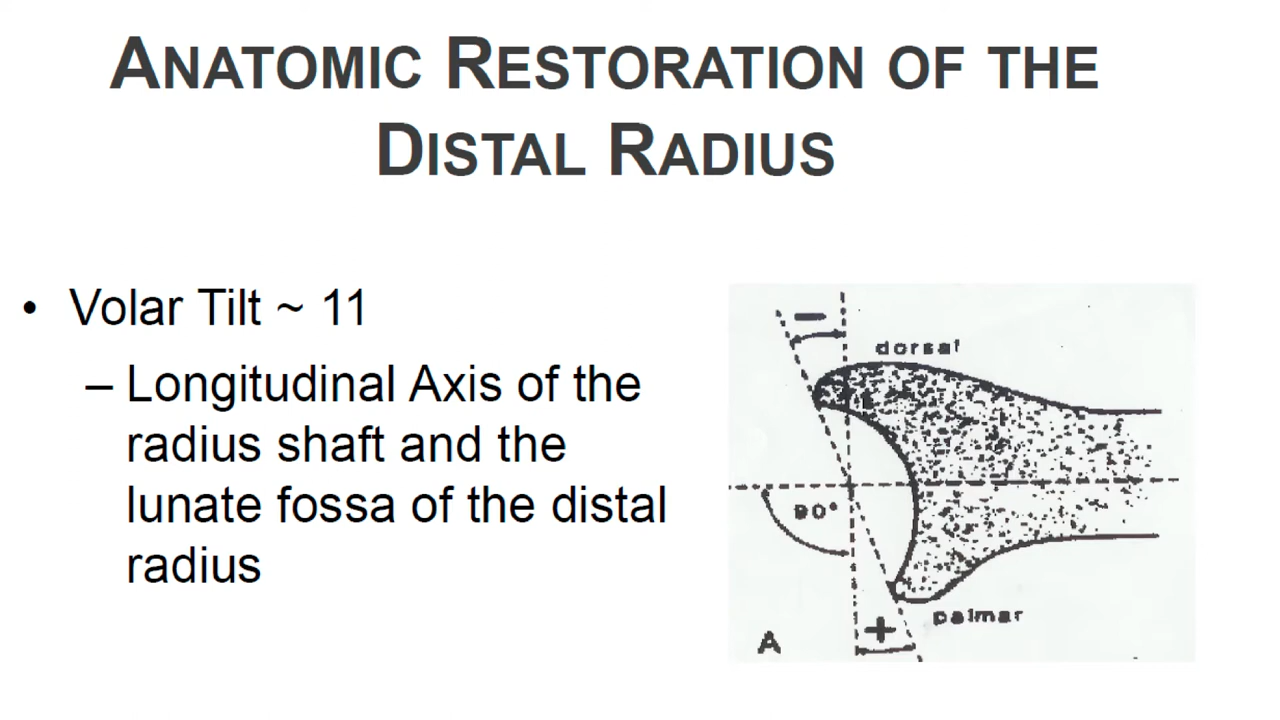 ANATOMIC RESTORATION OF THE
DISTAL RADIUS
• Volar Tilt ~ 11
– Longitudinal Axis of the
radius shaft and the
lunate fossa of the distal
radius
−
dorsal
90°
+
palmar
A